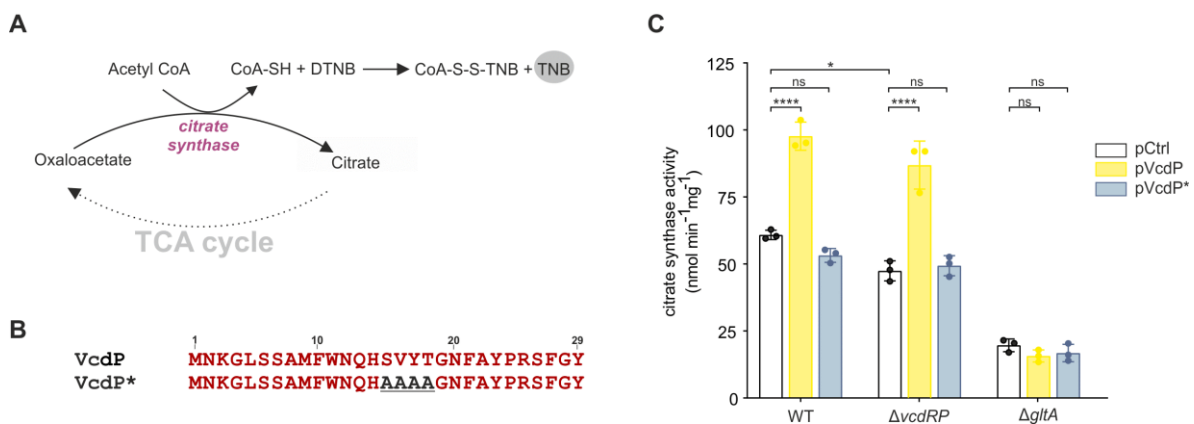 A
Acetyl CoA CoA-SH + DTNB CoA-S-S-TNB + TNB
citrate
synthase
Oxaloacetate Citrate
TCA cycle
B
1 10 20 29
VcdP MNKGLSSAMFWNQHSVYTGNFAYPRSFGY
VcdP* MNKGLSSAMFWNQHAAAAGNFAYPRSFGY
C
citrate synthase activity
(nmol min⁻¹mg⁻¹)
125
100
75
50
25
0
*
ns ns ns
**** **** ns
WT ΔvcdRP ΔgltA
pCtrl
pVcdP
pVcdP*